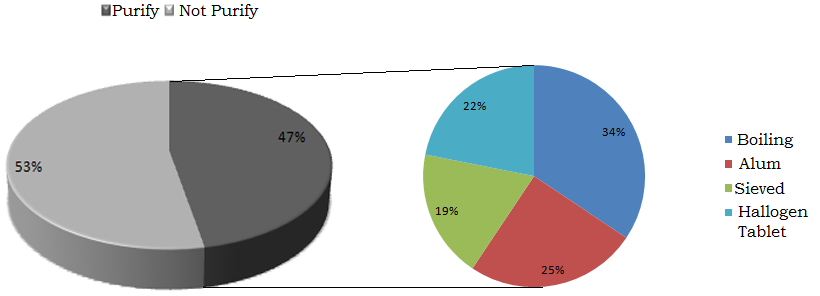 Purify Not Purify
47%
53%
22%
34%
19%
25%
Boiling
Alum
Sieved
Hallogen
Tablet